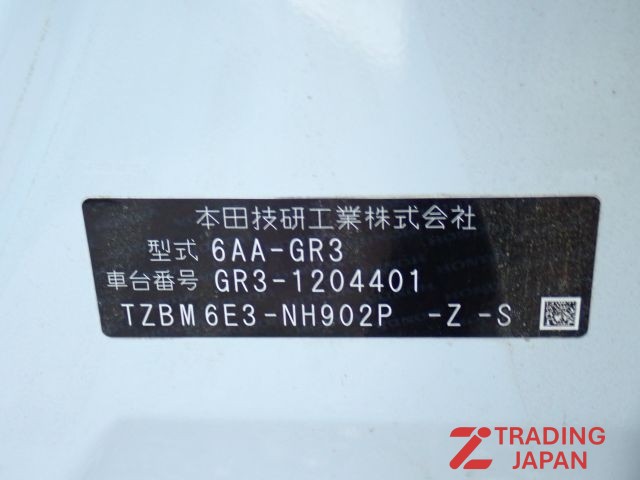 本田技研工業株式会社
型式 6AA-GR3
車台番号 GR3-1204401
TZBM6E3-NH902P -Z-S
TRADING
JAPAN